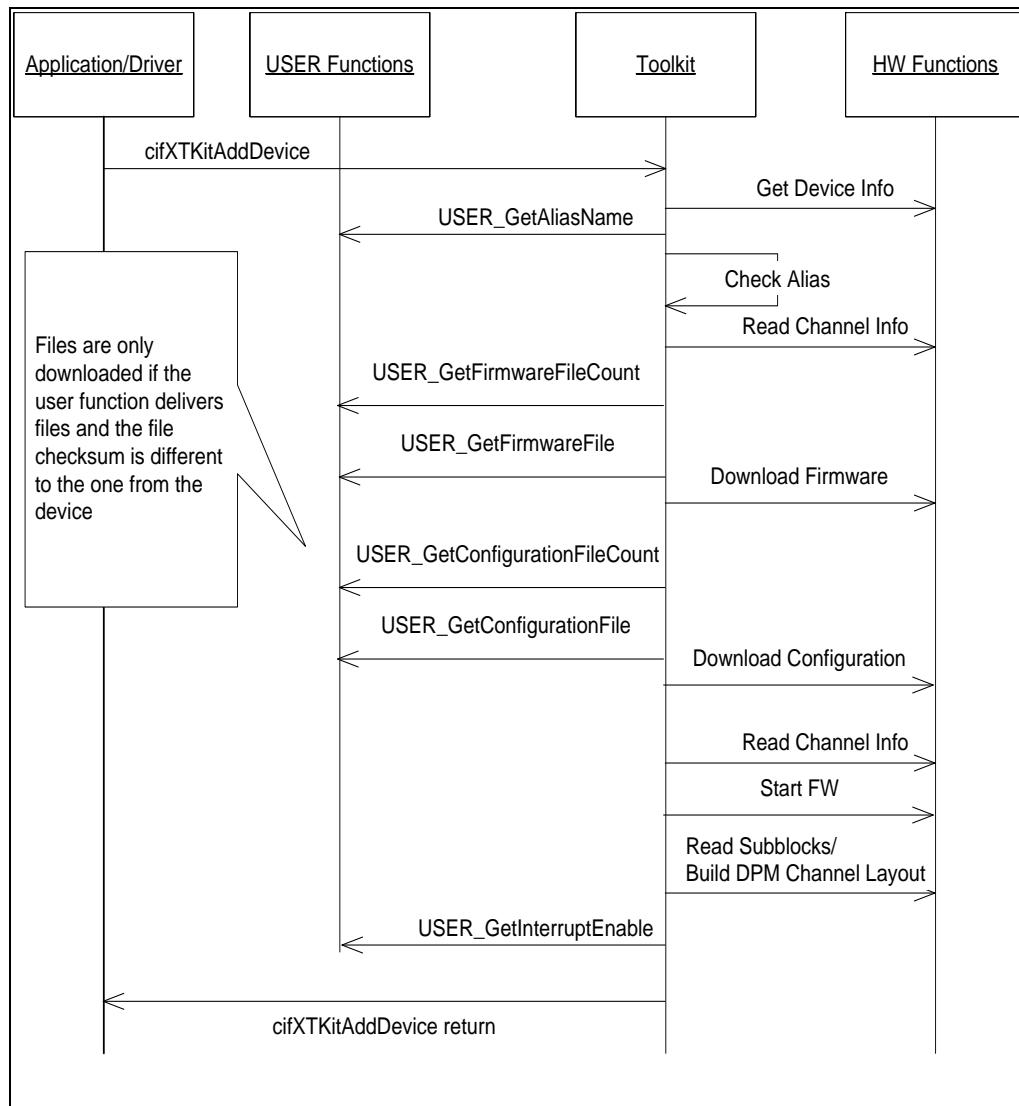 Application/Driver
USER Functions
Toolkit
HW Functions
cifXTKitAddDevice
Get Device Info
USER_GetAliasName
Check Alias
Read Channel Info
Files are only
downloaded if the
user function delivers
files and the file
checksum is different
to the one from the
device
USER_GetFirmwareFileCount
USER_GetFirmwareFile
Download Firmware
USER_GetConfigurationFileCount
USER_GetConfigurationFile
Download Configuration
Read Channel Info
Start FW
Read Subblocks/
Build DPM Channel Layout
USER_GetInterruptEnable
cifXTKitAddDevice return